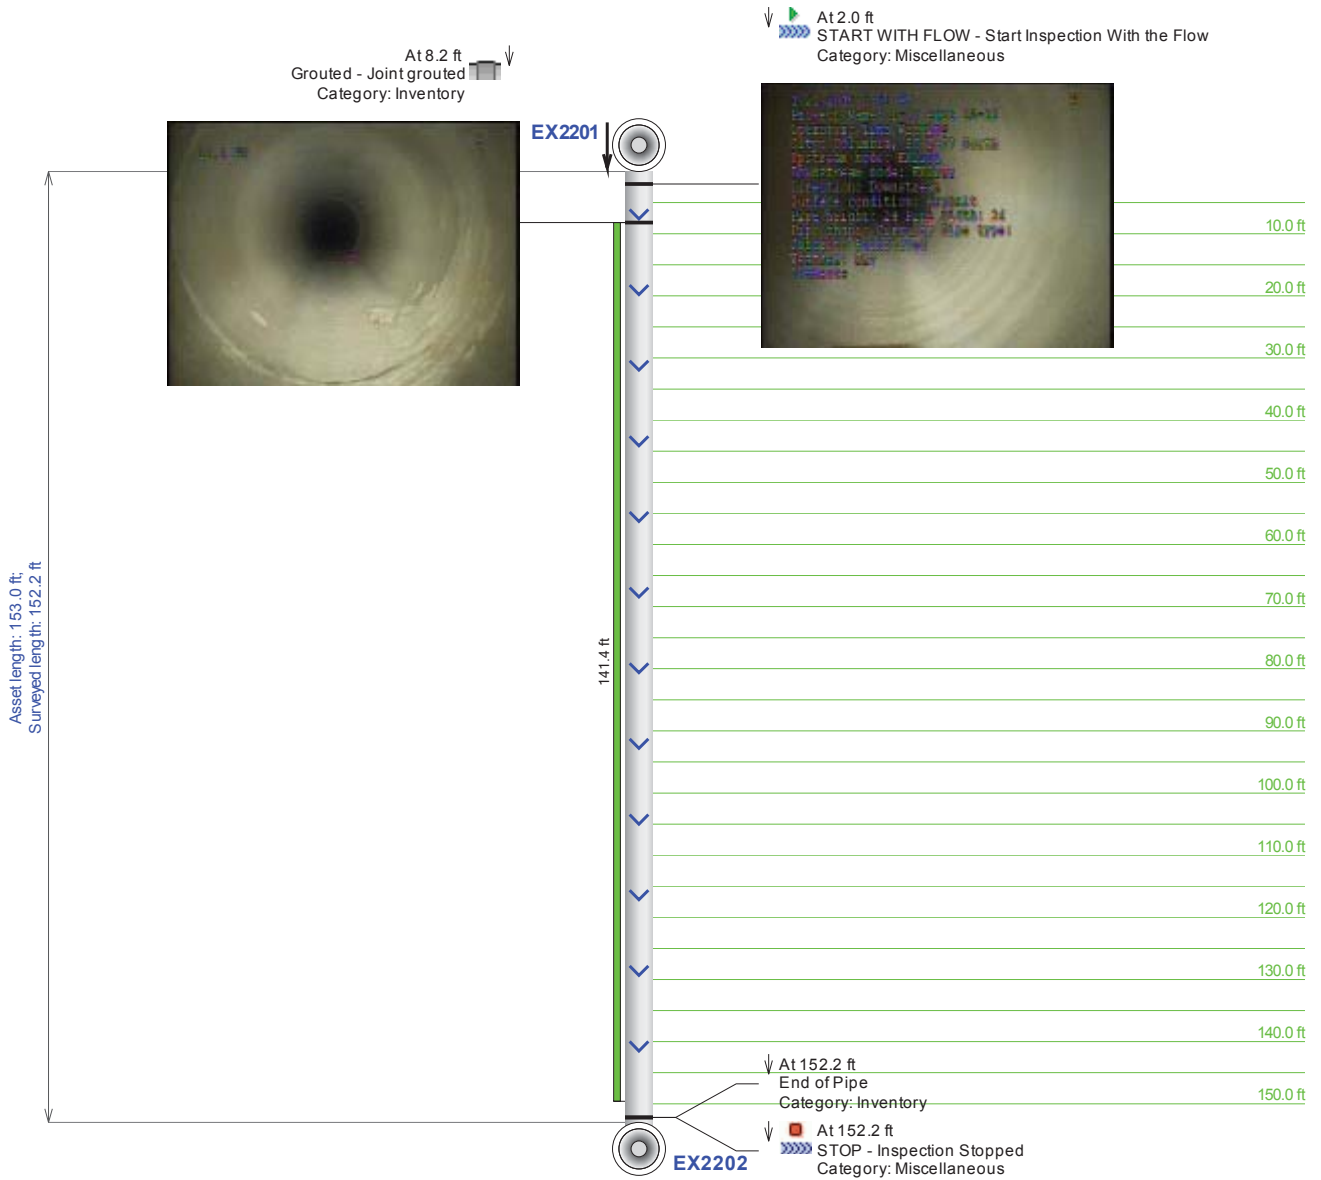 At 2.0 ft
START WITH FLOW - Start Inspection With the Flow
Category: Miscellaneous
At 8.2 ft
Grouted - Joint grouted
Category: Inventory
EX2201
10.0 ft
20.0 ft
30.0 ft
40.0 ft
50.0 ft
60.0 ft
70.0 ft
80.0 ft
90.0 ft
100.0 ft
110.0 ft
120.0 ft
130.0 ft
140.0 ft
150.0 ft
Asset length: 153.0 ft;
Surveyed length: 152.2 ft
141.4 ft
At 152.2 ft
End of Pipe
Category: Inventory
At 152.2 ft
STOP - Inspection Stopped
Category: Miscellaneous
EX2202